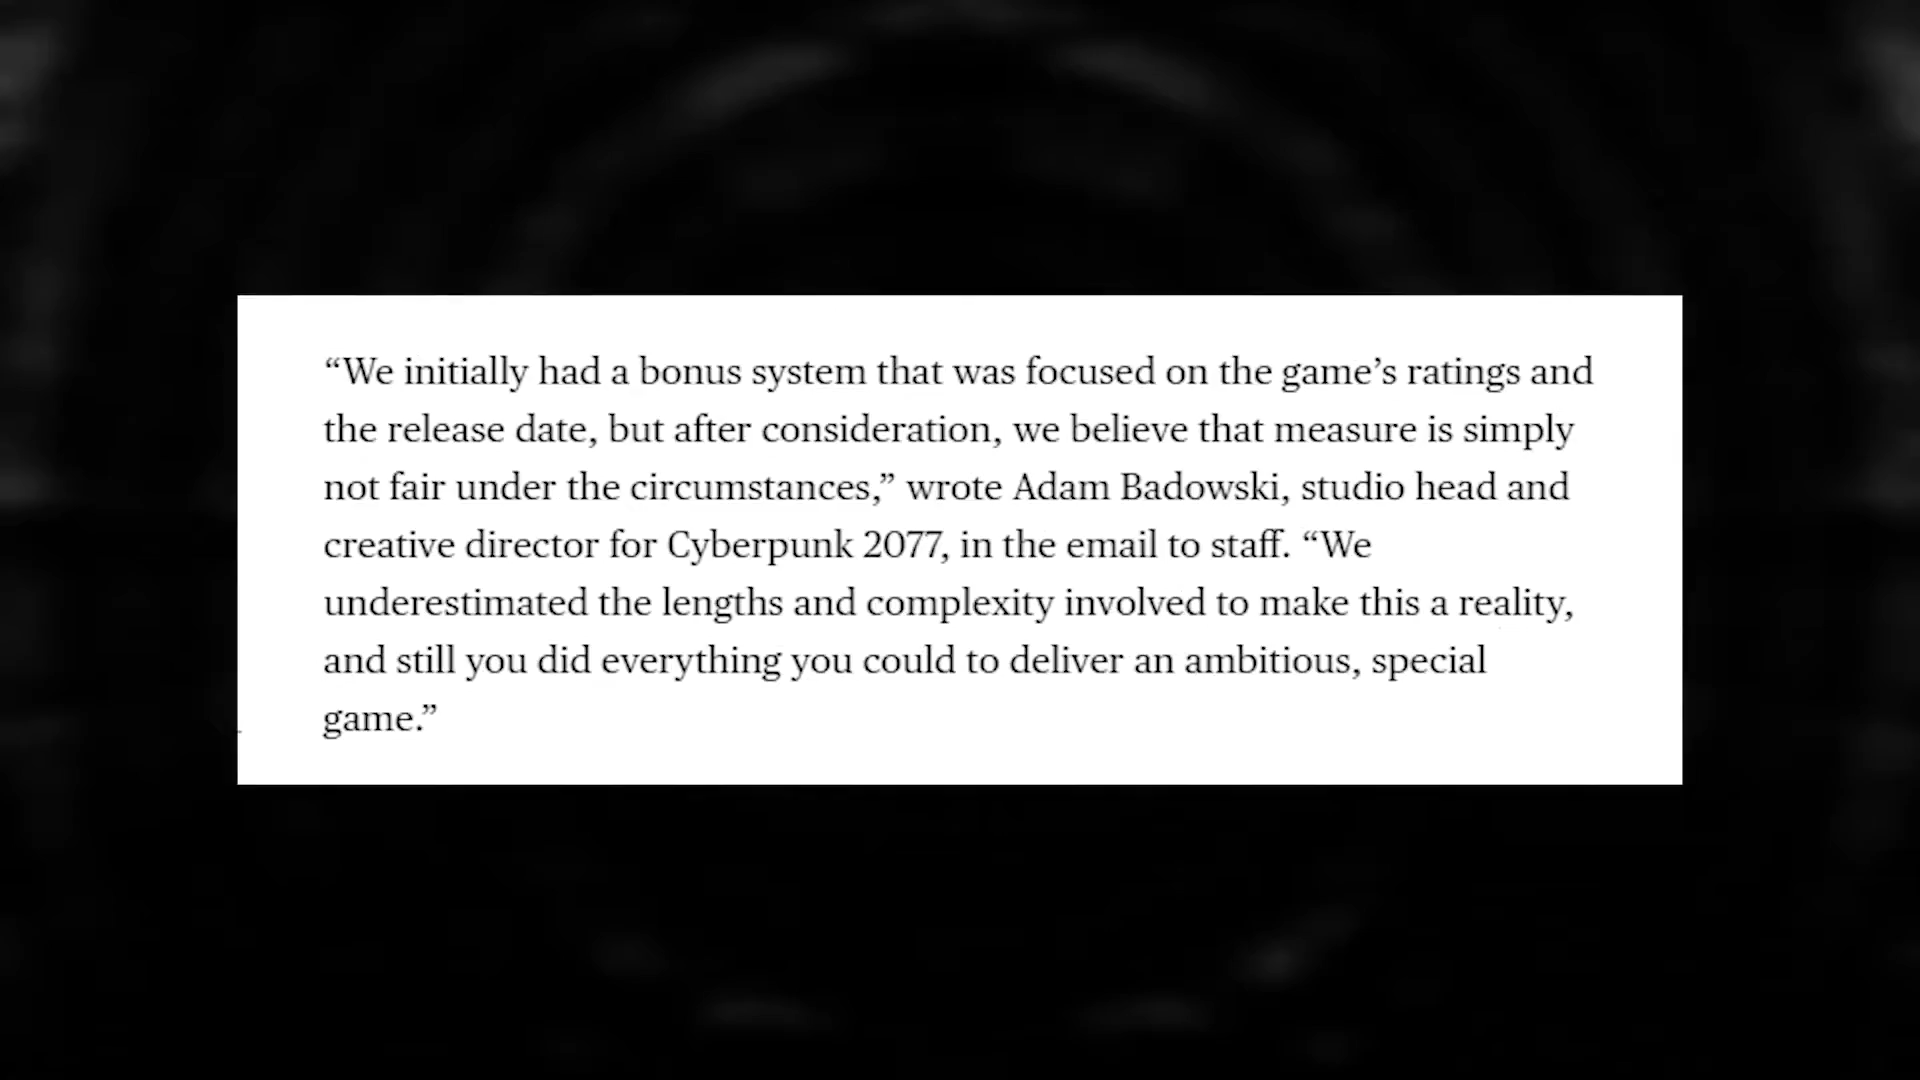 “We initially had a bonus system that was focused on the game’s ratings and
the release date, but after consideration, we believe that measure is simply
not fair under the circumstances,” wrote Adam Badowski, studio head and
creative director for Cyberpunk 2077, in the email to staff. “We
underestimated the lengths and complexity involved to make this a reality,
and still you did everything you could to deliver an ambitious, special
game.”